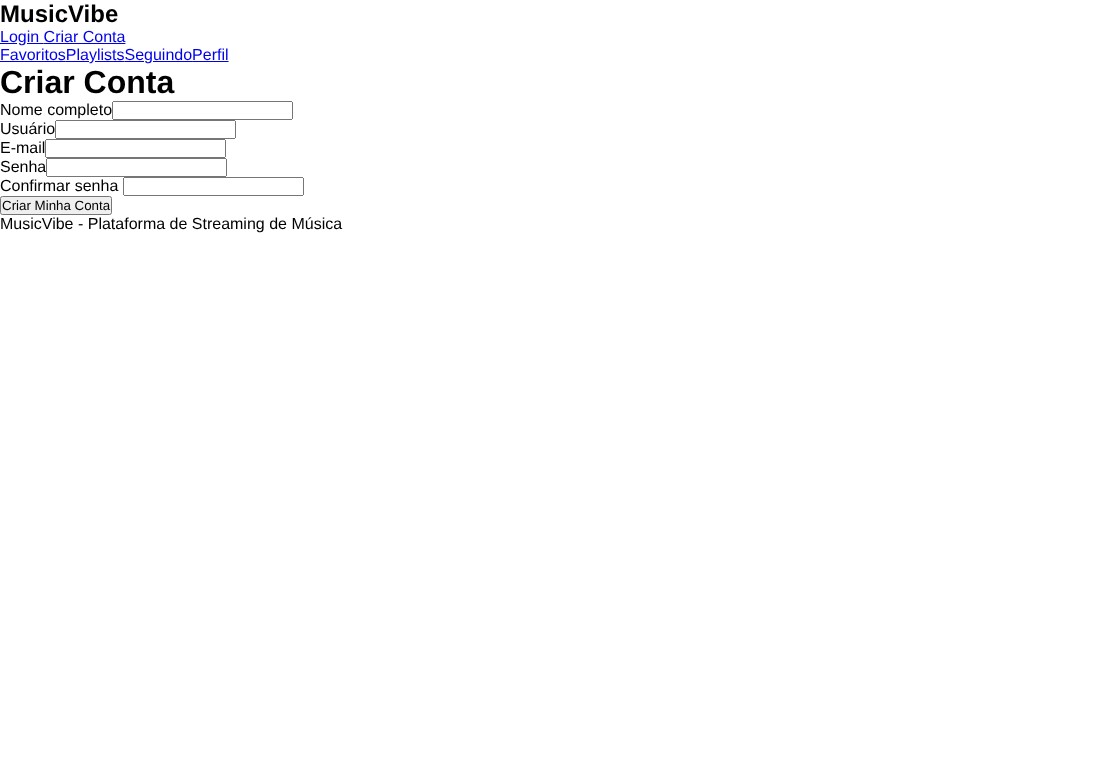 MusicVibe
Login Criar Conta
FavoritosPlaylistsSeguindoPerfil
Criar Conta
Nome completo
Usuário
E-mail
Senha
Confirmar senha
Criar Minha Conta
MusicVibe - Plataforma de Streaming de Música